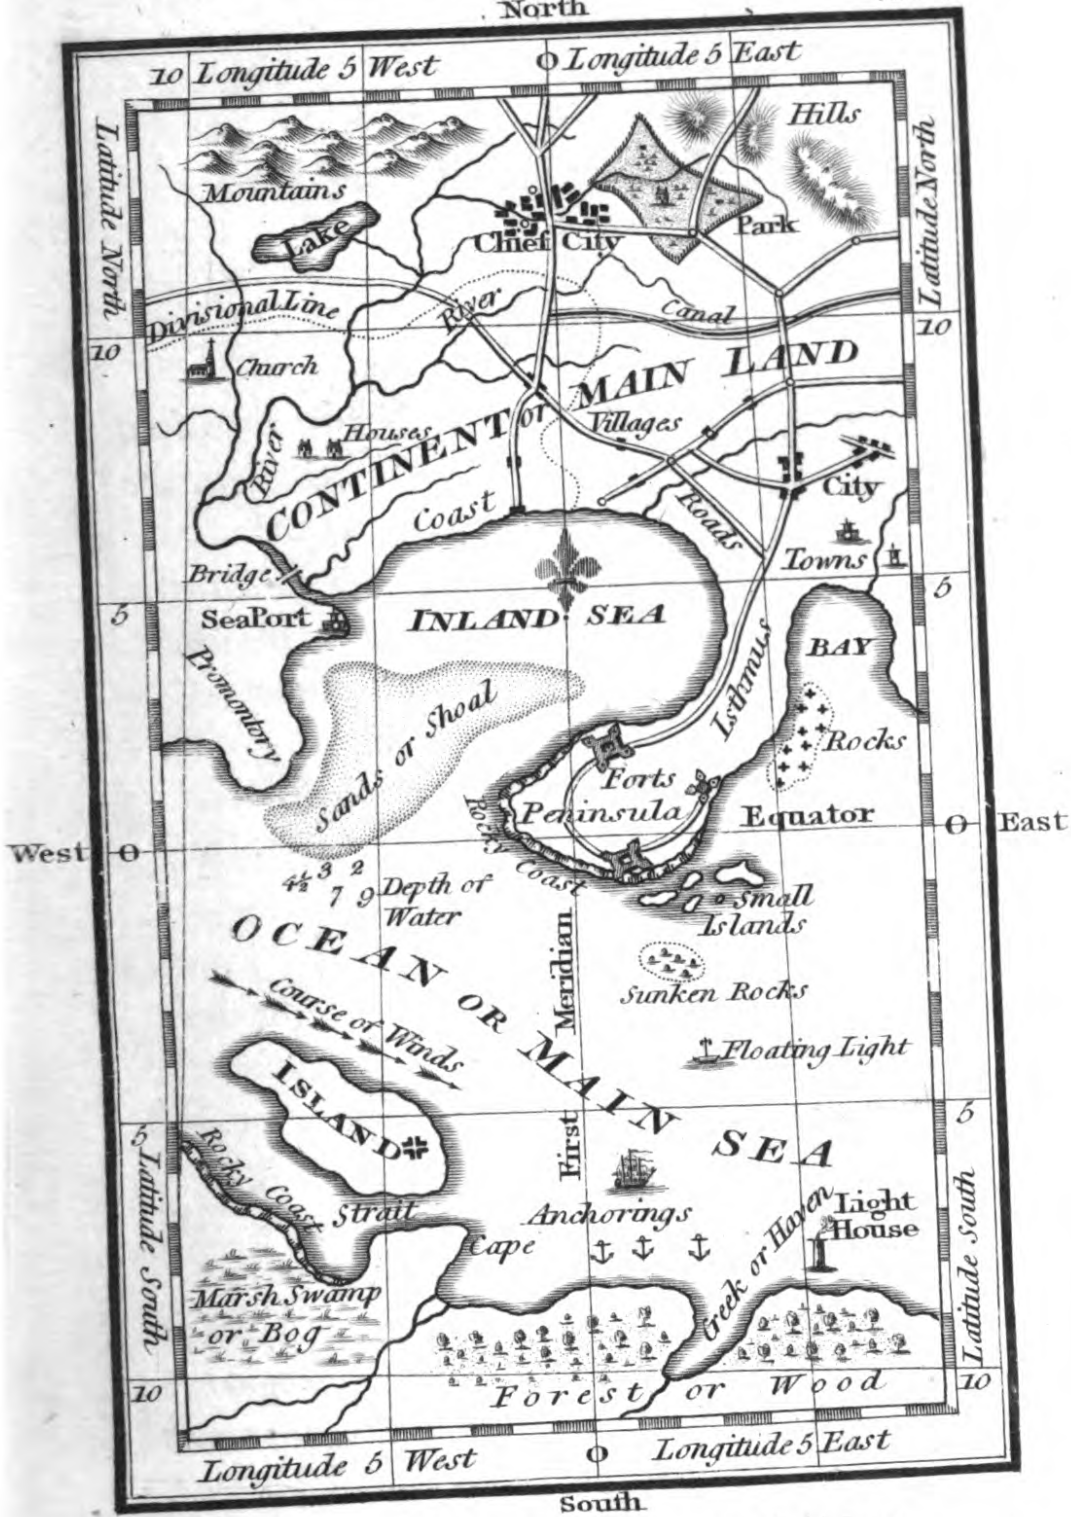 North
10 Longitude 5 West 0 Longitude 5 East
Latitude North
Latitude North
Hills
Mountains
Lake
Park
Chief City
Divisional Line
River
Canal
10
10
Church
CONTINENT or MAIN LAND
Houses
Villages
River
Coast
City
Roads
Bridge
Towns
5
5
Sea Port
INLAND SEA
Isthmus
BAY
Promontory
Sands or Shoal
Rocks
Forts
Peninsula
Equator
Rocky Coast
West 0
0 East
4½ 3 2
7 9
Depth of
Water
Small
Islands
OCEAN OR MAIN SEA
Sunken Rocks
First Meridian
Course of Winds
Floating Light
ISLAND
5
5
Rocky Coast
Strait
Anchorings
Light
House
Cape
Creek or Haven
Latitude South
Latitude South
Marsh Swamp
or Bog
Forest or Wood
10
10
Longitude 5 West 0 Longitude 5 East
South